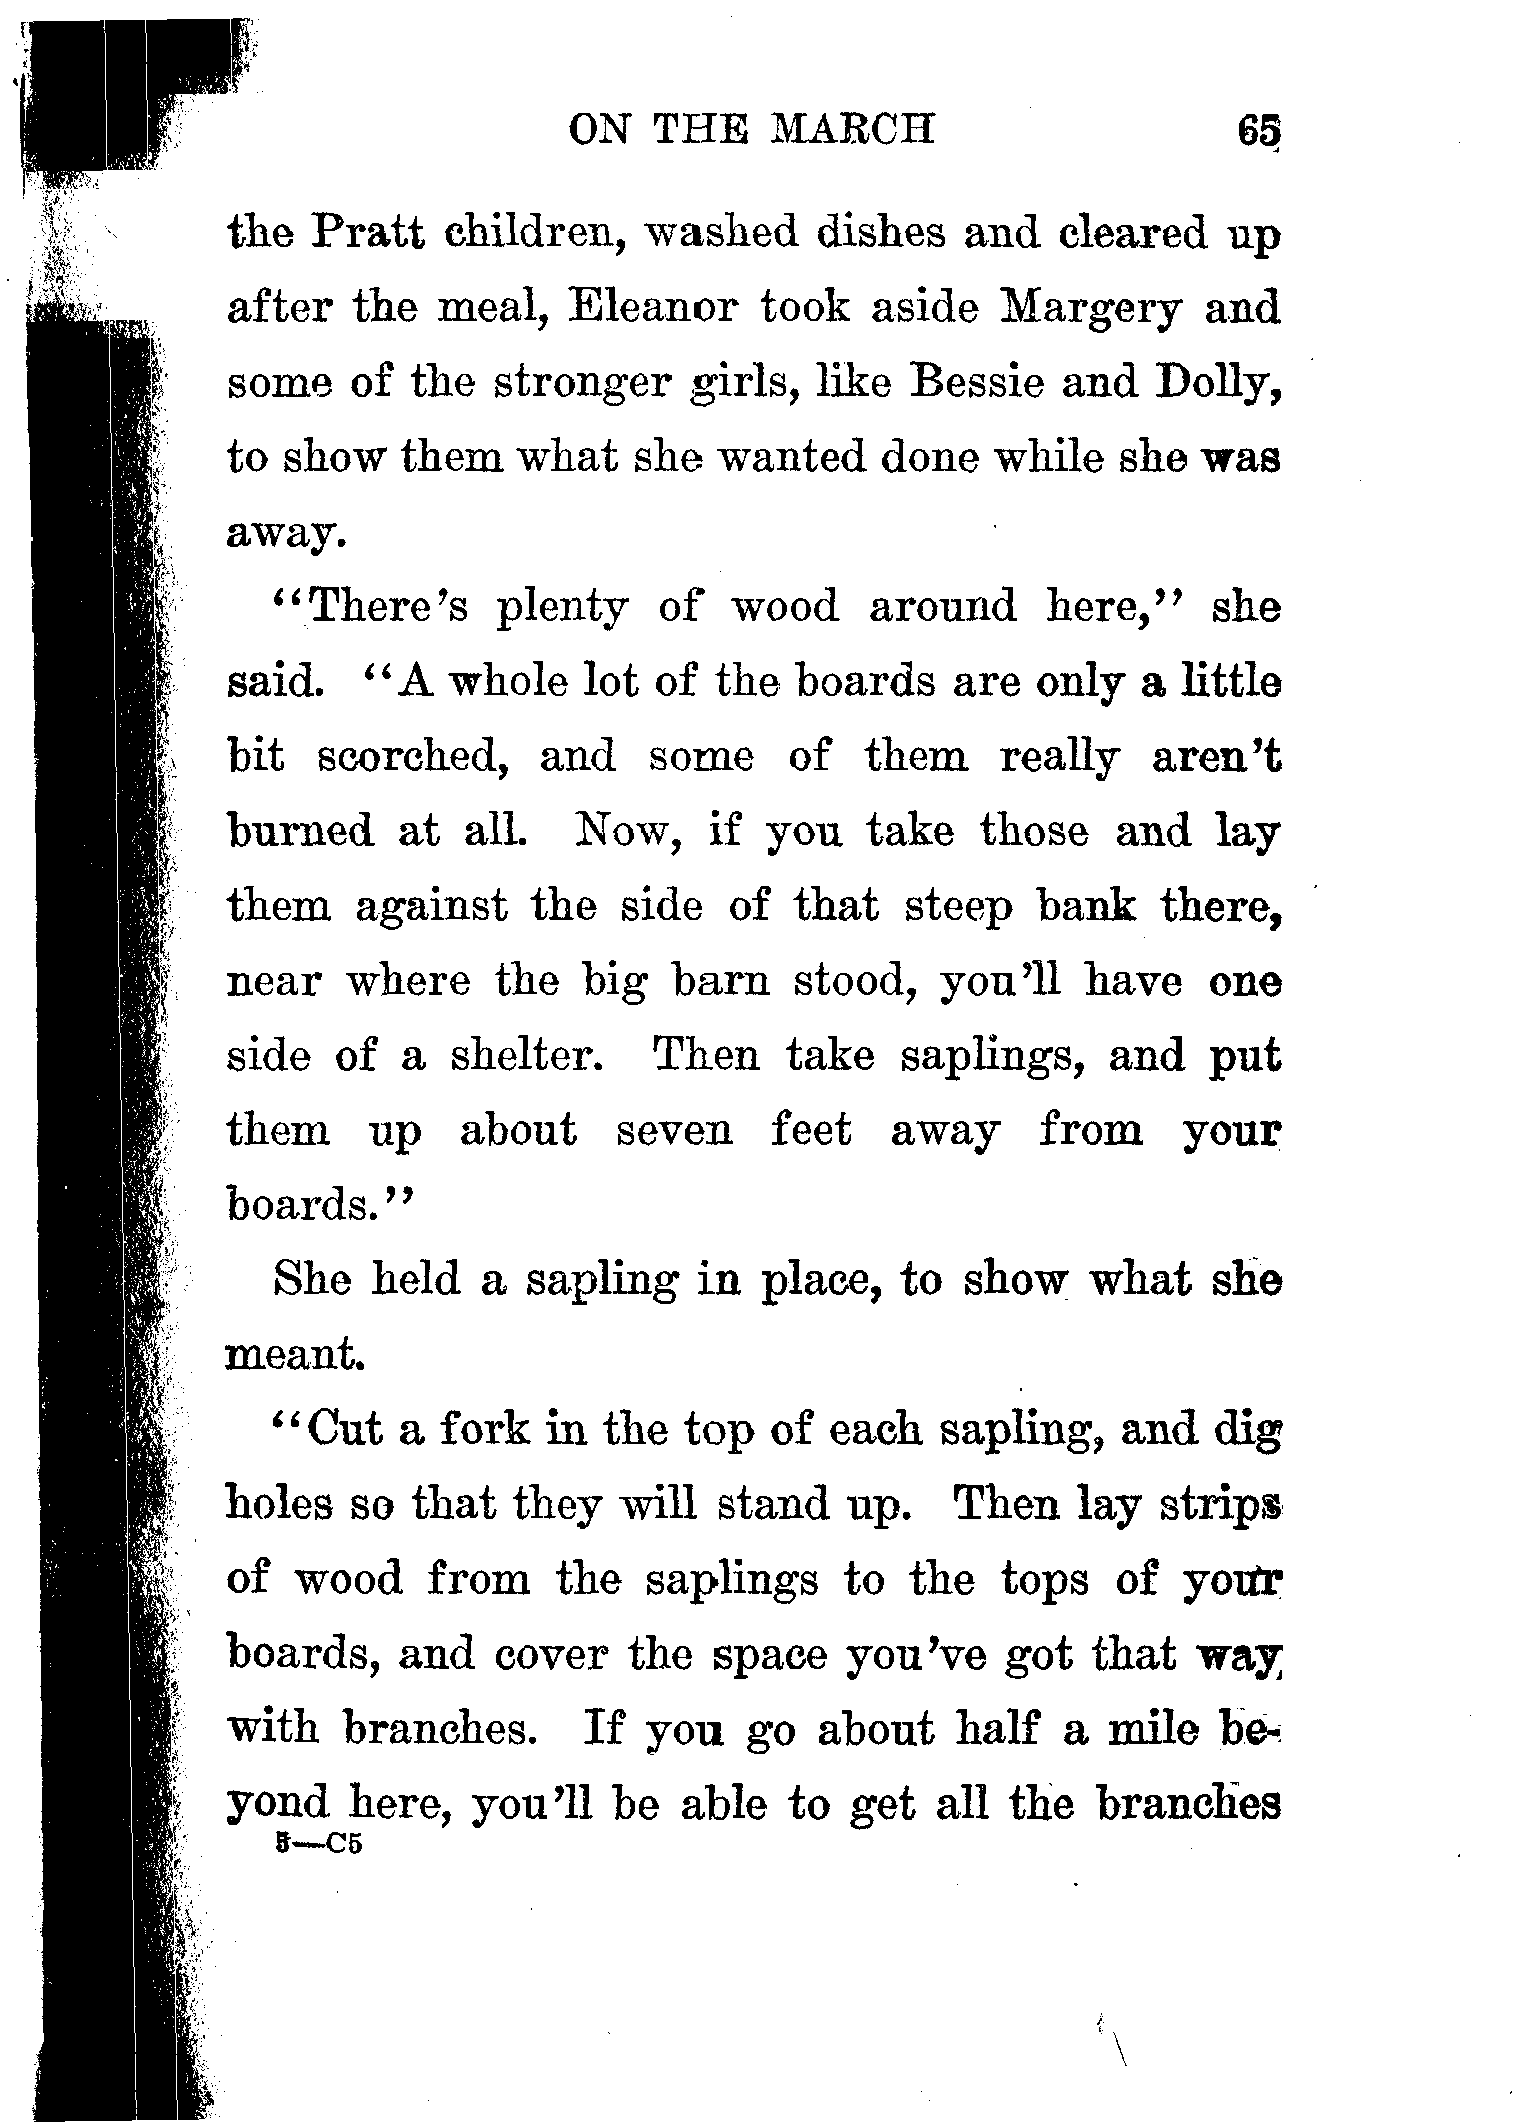 ON THE MARCH 65
the Pratt children, washed dishes and cleared up
after the meal, Eleanor took aside Margery and
some of the stronger girls, like Bessie and Dolly,
to show them what she wanted done while she was
away.
"There's plenty of wood around here," she
said. "A whole lot of the boards are only a little
bit scorched, and some of them really aren't
burned at all. Now, if you take those and lay
them against the side of that steep bank there,
near where the big barn stood, you'll have one
side of a shelter. Then take saplings, and put
them up about seven feet away from your
boards."
She held a sapling in place, to show what she
meant.
"Cut a fork in the top of each sapling, and dig
holes so that they will stand up. Then lay strips
of wood from the saplings to the tops of your
boards, and cover the space you've got that way
with branches. If you go about half a mile be-
yond here, you'll be able to get all the branches
5—C5